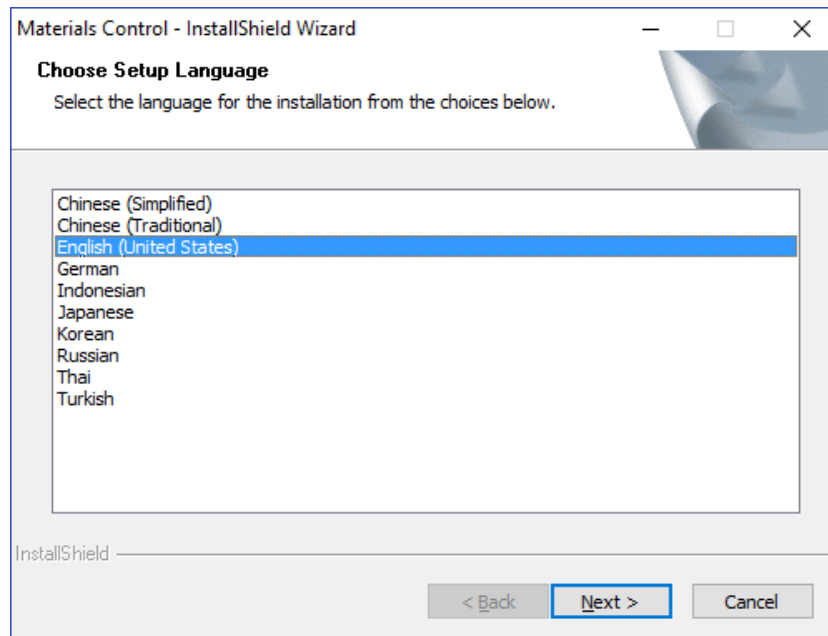 Materials Control - InstallShield Wizard
Choose Setup Language
Select the language for the installation from the choices below.
Chinese (Simplified)
Chinese (Traditional)
English (United States)
German
Indonesian
Japanese
Korean
Russian
Thai
Turkish
InstallShield
< Back Next > Cancel